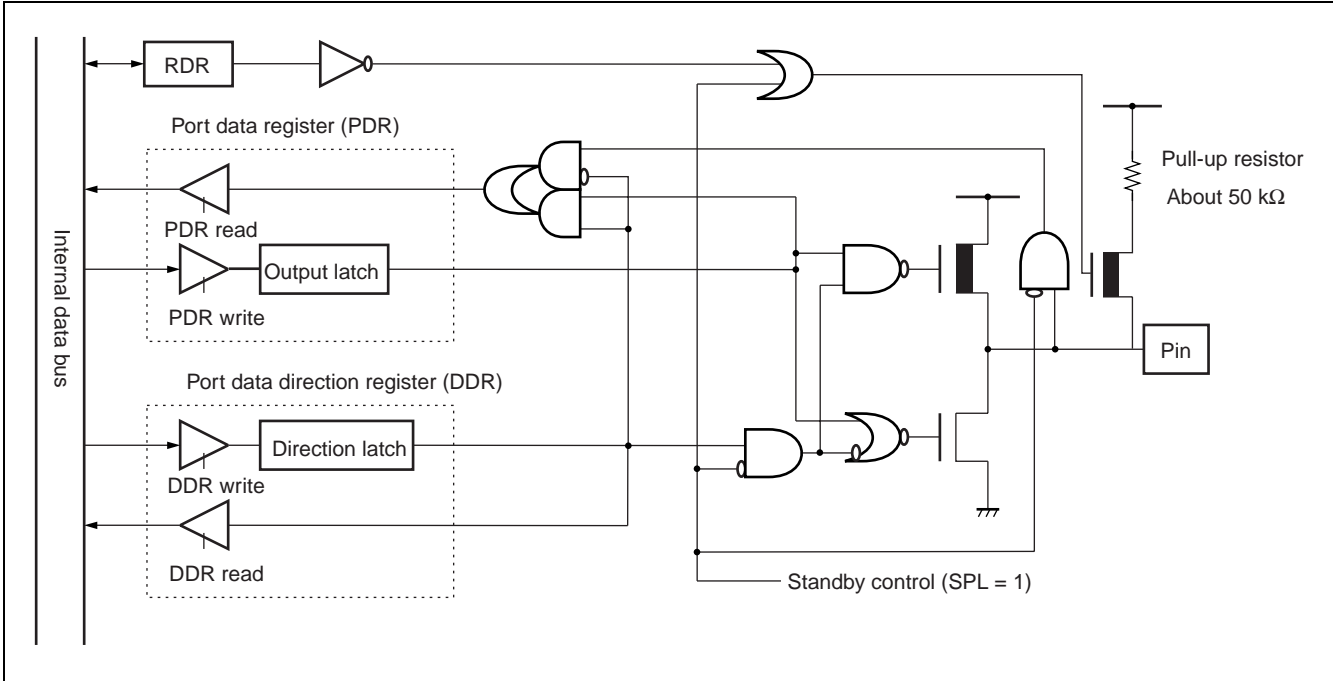 RDR
Port data register (PDR)
PDR read
Output latch
PDR write
Port data direction register (DDR)
Direction latch
DDR write
DDR read
Internal data bus
Pull-up resistor
About 50 kΩ
Pin
Standby control (SPL = 1)